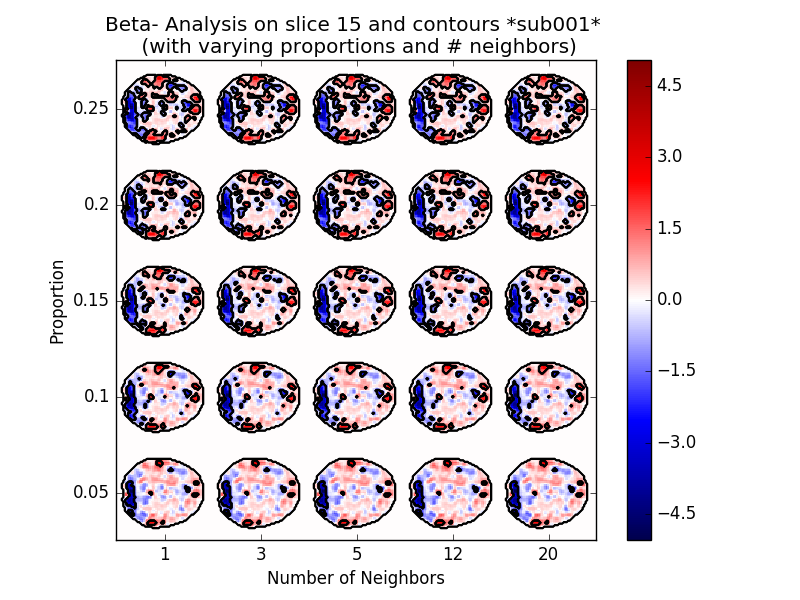 Beta- Analysis on slice 15 and contours *sub001*
(with varying proportions and # neighbors)
0.25
0.2
0.15
0.1
0.05
Proportion
1 3 5 12 20
Number of Neighbors
4.5
3.0
1.5
0.0
−1.5
−3.0
−4.5